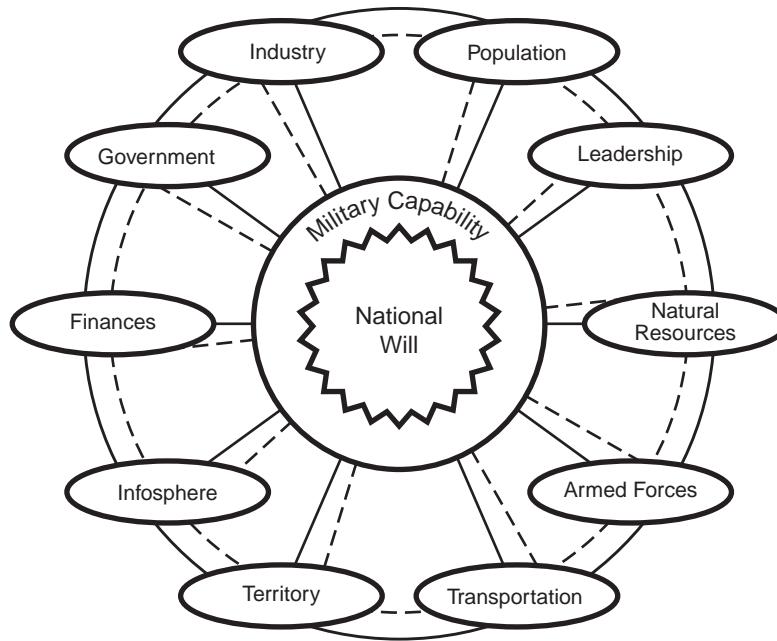 Industry
Population
Government
Leadership
Military Capability
National
Will
Finances
Natural
Resources
Infosphere
Armed Forces
Territory
Transportation